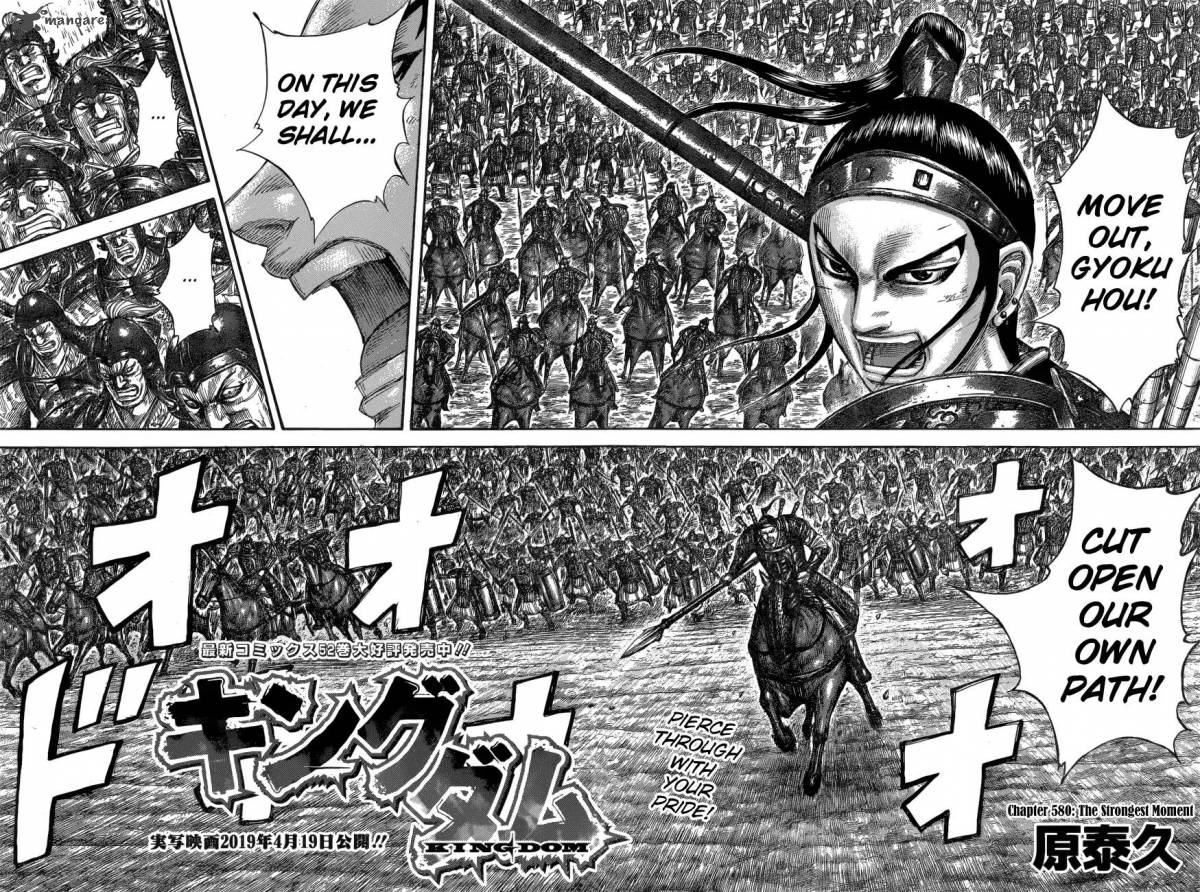 MOVE
OUT,
GYOKU
HOU!
ON THIS
DAY, WE
SHALL...
...
...
CUT
OPEN
OUR
OWN
PATH!
オ
オ
オ
オ
オ
ド
PIERCE
THROUGH
WITH
YOUR
PRIDE!
最新コミックス52巻大好評発売中!!
キングダム
KINGDOM
実写映画2019年4月19日公開!!
Chapter 580: The Strongest Moment
原泰久